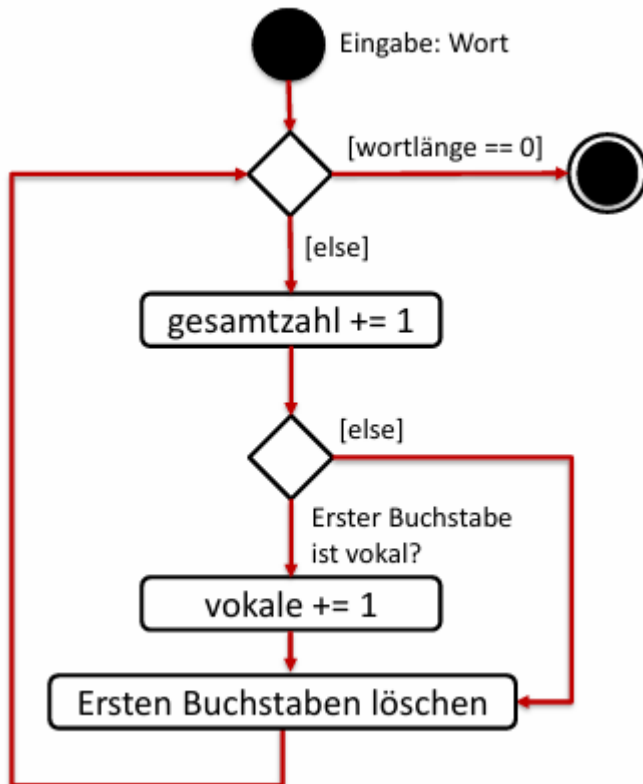 Eingabe: Wort
[wortlänge == 0]
[else]
gesamtzahl += 1
[else]
Erster Buchstabe
ist vokal?
vokale += 1
Ersten Buchstaben löschen